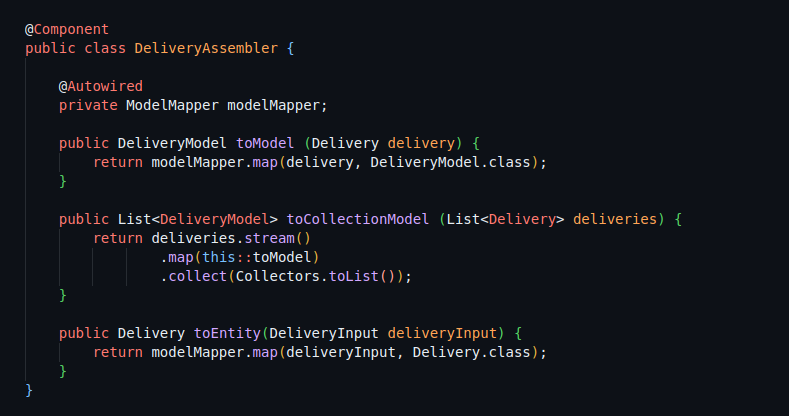 @Component
public class DeliveryAssembler {
@Autowired
private ModelMapper modelMapper;
public DeliveryModel toModel (Delivery delivery) {
return modelMapper.map(delivery, DeliveryModel.class);
}
public List<DeliveryModel> toCollectionModel (List<Delivery> deliveries) {
return deliveries.stream()
.map(this::toModel)
.collect(Collectors.toList());
}
public Delivery toEntity(DeliveryInput deliveryInput) {
return modelMapper.map(deliveryInput, Delivery.class);
}
}